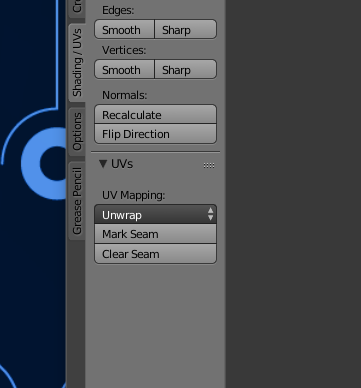 Edges:
Smooth Sharp
Vertices:
Smooth Sharp
Normals:
Recalculate
Flip Direction
UVs
UV Mapping:
Unwrap
Mark Seam
Clear Seam
Shading / UVs
Options
Grease Pencil